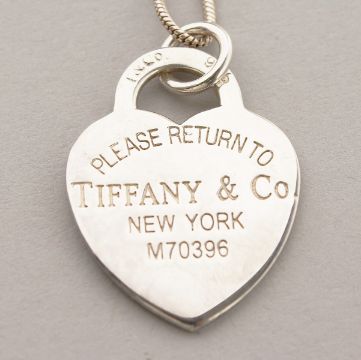 PLEASE RETURN TO
TIFFANY & Co.
NEW YORK
M70396